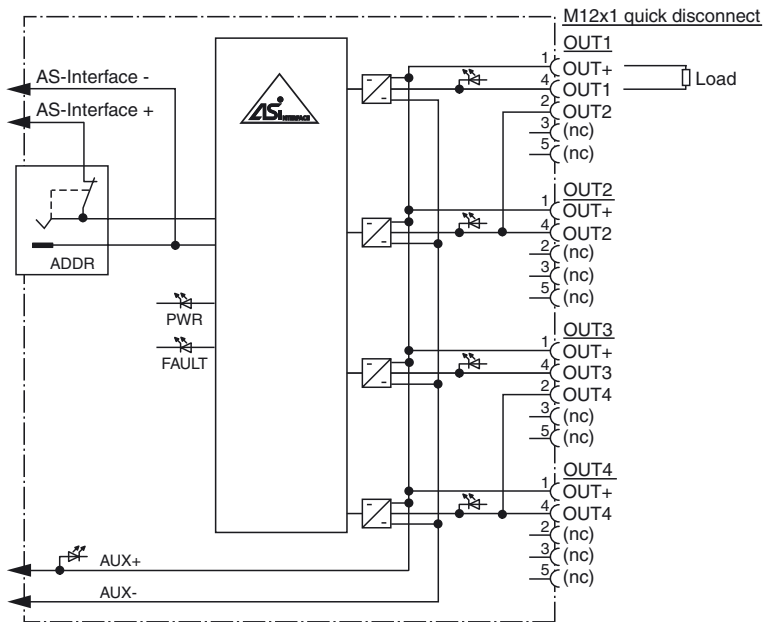 M12x1 quick disconnect
OUT1
1 OUT+
4 OUT1
2 OUT2
3 (nc)
5 (nc)
Load
AS-Interface -
AS-Interface +
ASi INTERFACE
ADDR
PWR
FAULT
OUT2
1 OUT+
4 OUT2
2 (nc)
3 (nc)
5 (nc)
OUT3
1 OUT+
4 OUT3
2 OUT4
3 (nc)
5 (nc)
OUT4
1 OUT+
4 OUT4
2 (nc)
3 (nc)
5 (nc)
AUX+
AUX-